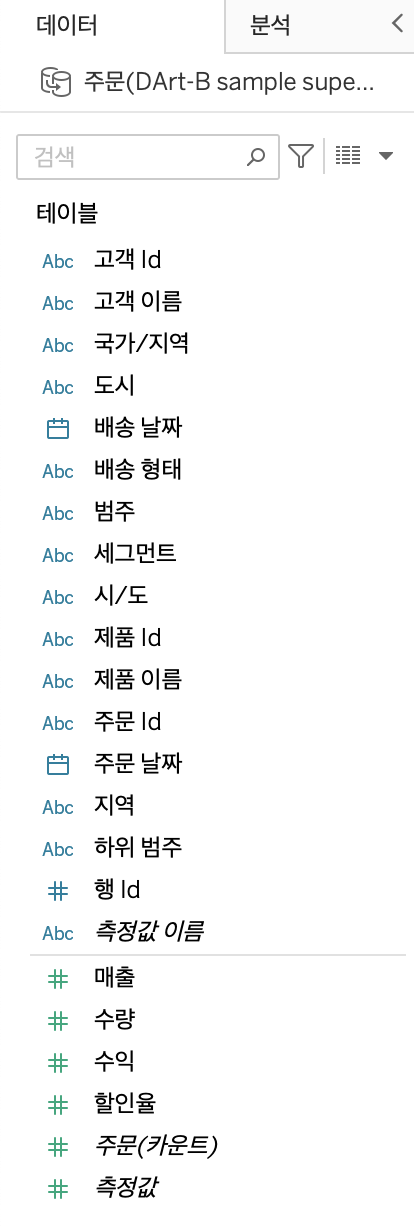 데이터 분석
주문(DArt-B sample supe...
검색
테이블
Abc 고객 Id
Abc 고객 이름
Abc 국가/지역
Abc 도시
배송 날짜
Abc 배송 형태
Abc 범주
Abc 세그먼트
Abc 시/도
Abc 제품 Id
Abc 제품 이름
Abc 주문 Id
주문 날짜
Abc 지역
Abc 하위 범주
# 행 Id
Abc 측정값 이름
# 매출
# 수량
# 수익
# 할인율
# 주문(카운트)
# 측정값